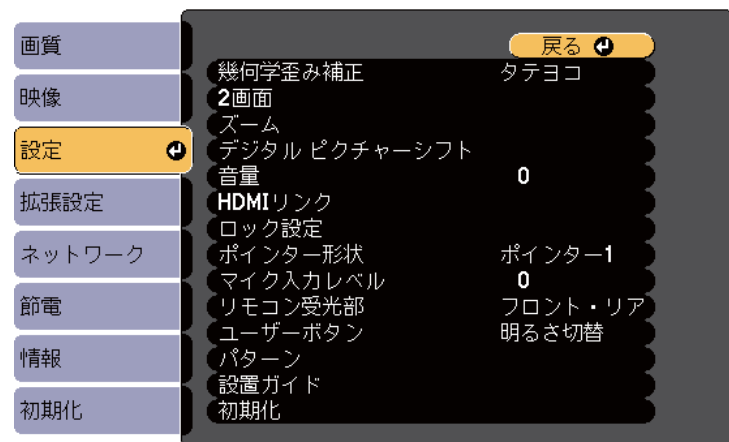 画質
映像
設定
拡張設定
ネットワーク
節電
情報
初期化
戻る
幾何学歪み補正 タテヨコ
2画面
ズーム
デジタル ピクチャーシフト
音量 0
HDMIリンク
ロック設定
ポインター形状 ポインター1
マイク入力レベル 0
リモコン受光部 フロント・リア
ユーザーボタン 明るさ切替
パターン
設置ガイド
初期化